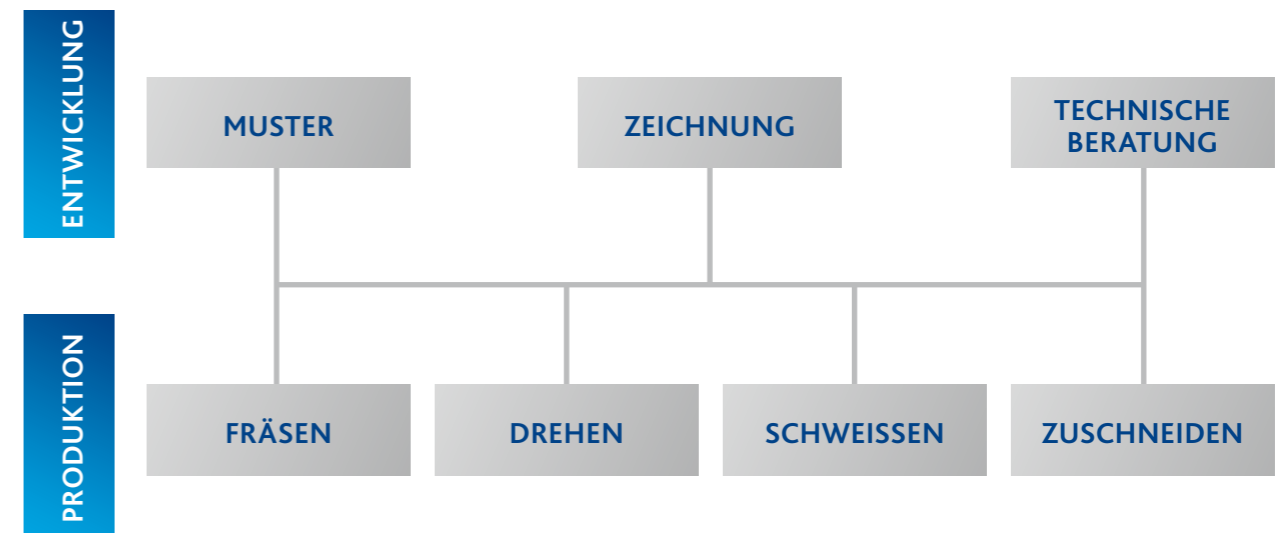 ENTWICKLUNG
MUSTER
ZEICHNUNG
TECHNISCHE
BERATUNG
PRODUKTION
FRÄSEN
DREHEN
SCHWEISSEN
ZUSCHNEIDEN